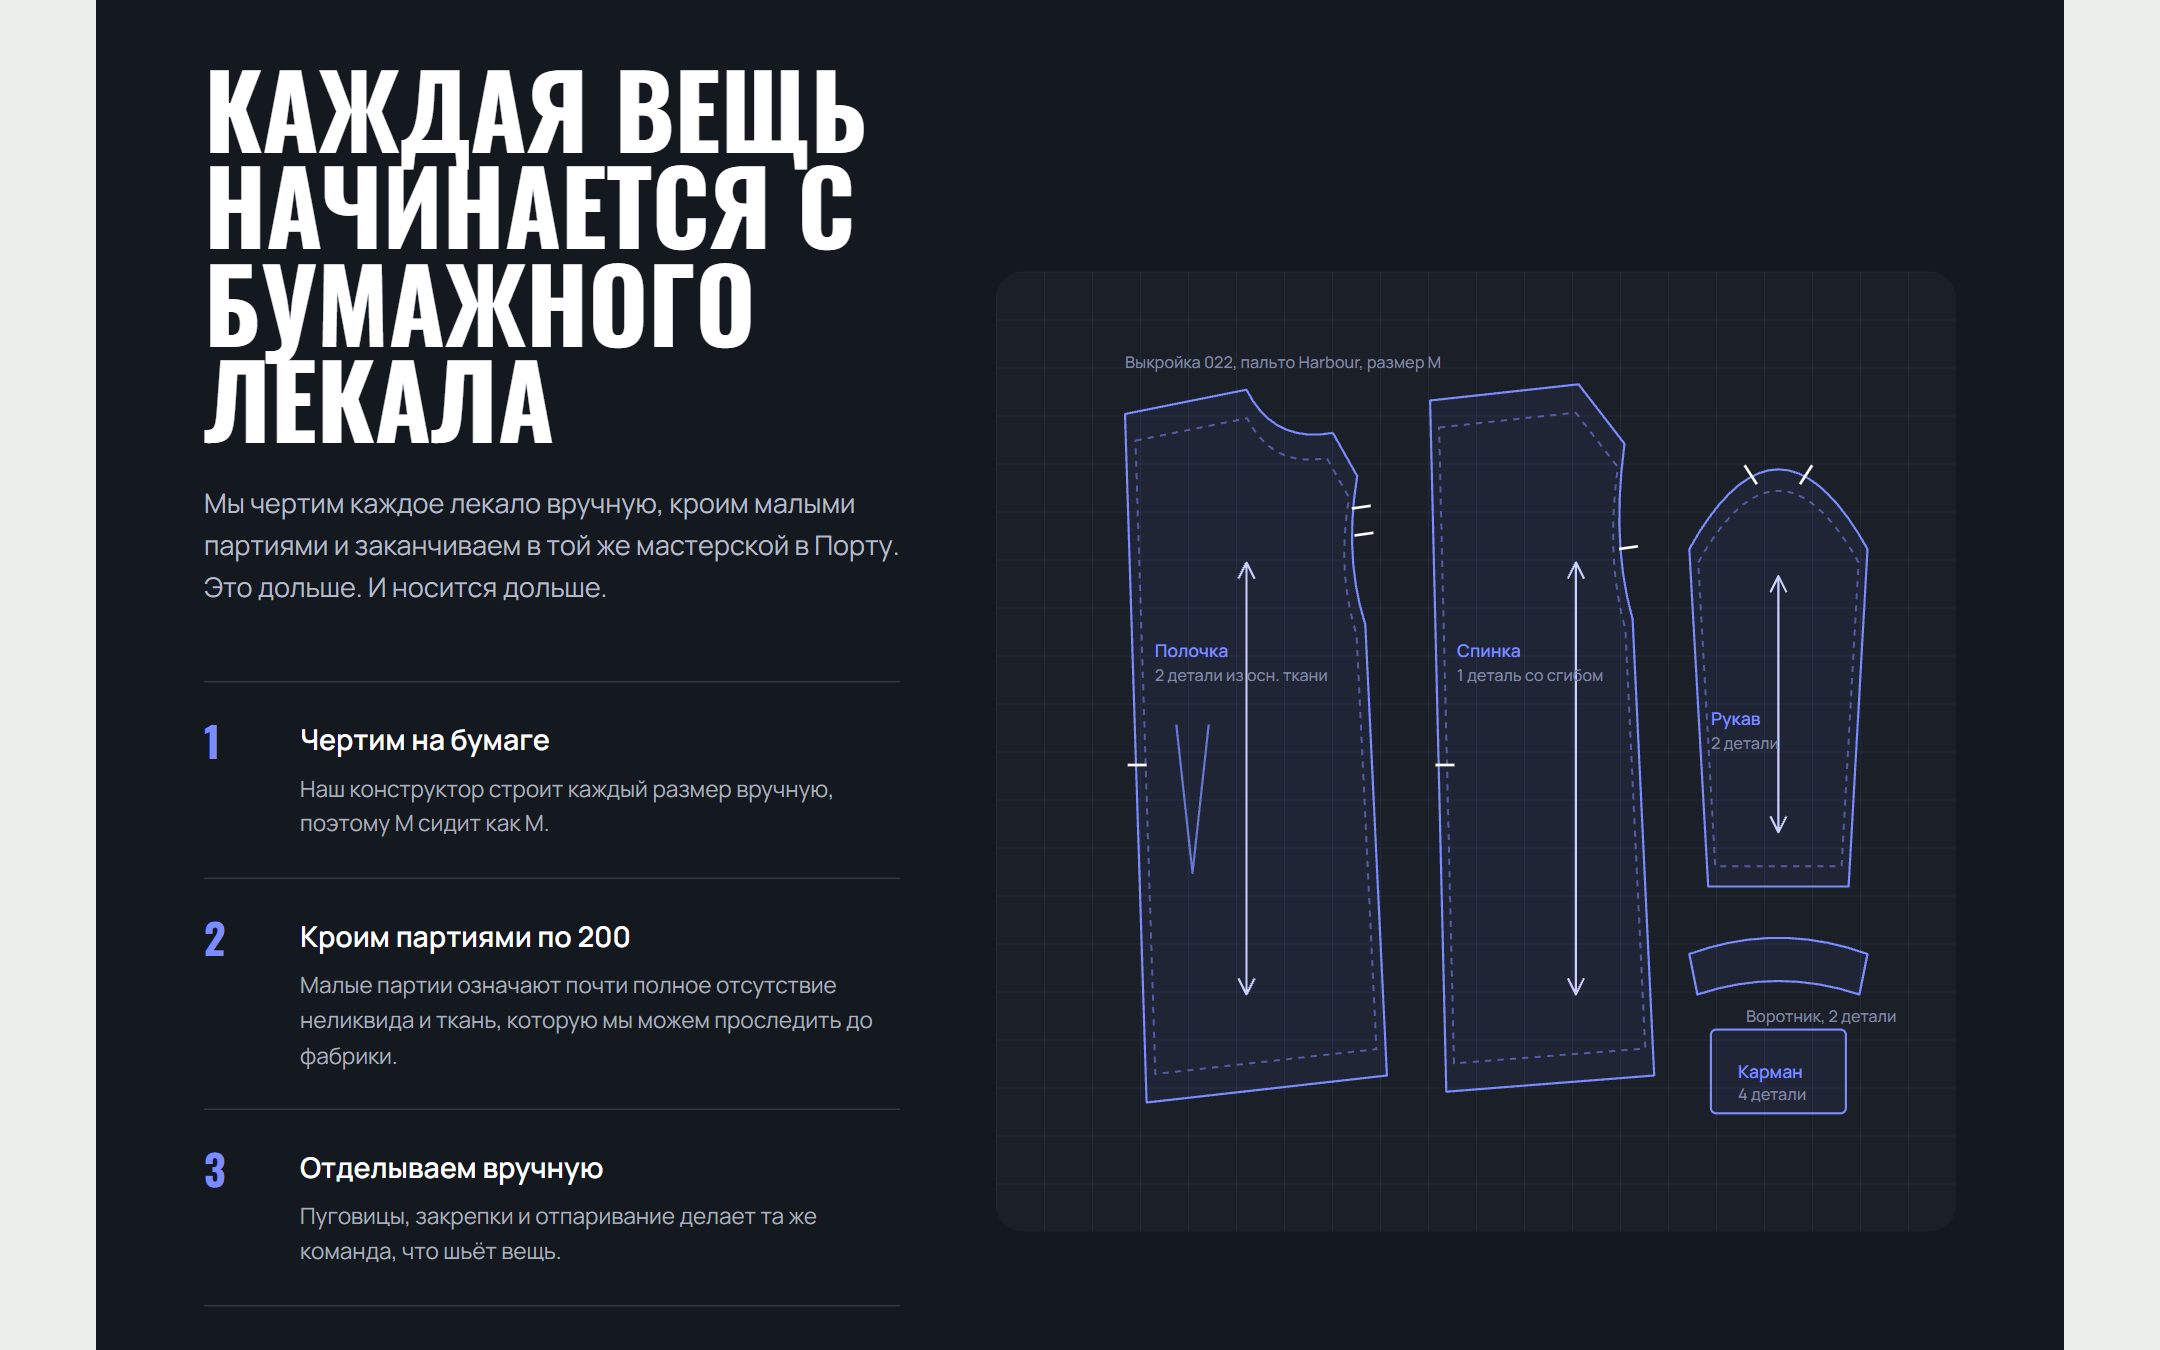 КАЖДАЯ ВЕЩЬ
НАЧИНАЕТСЯ С
БУМАЖНОГО
ЛЕКАЛА
Мы чертим каждое лекало вручную, кроим малыми
партиями и заканчиваем в той же мастерской в Порту.
Это дольше. И носится дольше.
1
Чертим на бумаге
Наш конструктор строит каждый размер вручную,
поэтому М сидит как М.
2
Кроим партиями по 200
Малые партии означают почти полное отсутствие
неликвида и ткань, которую мы можем проследить до
фабрики.
3
Отделываем вручную
Пуговицы, закрепки и отпаривание делает та же
команда, что шьёт вещь.
Выкройка 022, пальто Harbour, размер М
Полочка
2 детали из осн. ткани
Спинка
1 деталь со сгибом
Рукав
2 детали
Воротник, 2 детали
Карман
4 детали